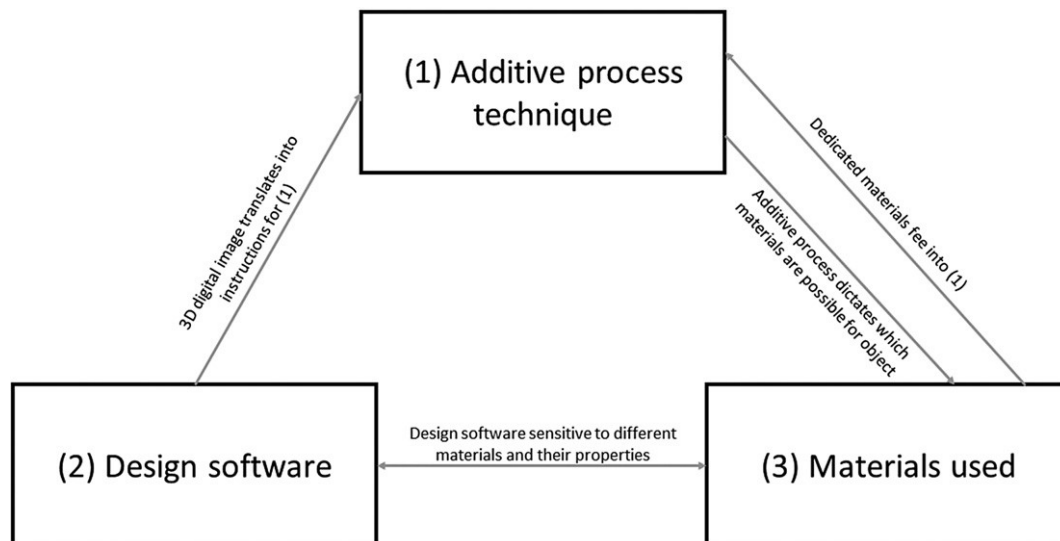 (1) Additive process
technique
3D digital image translates into
instructions for (1)
Dedicated materials fee into (1)
Additive process dictates which
materials are possible for object
Design software sensitive to different
materials and their properties
(2) Design software
(3) Materials used